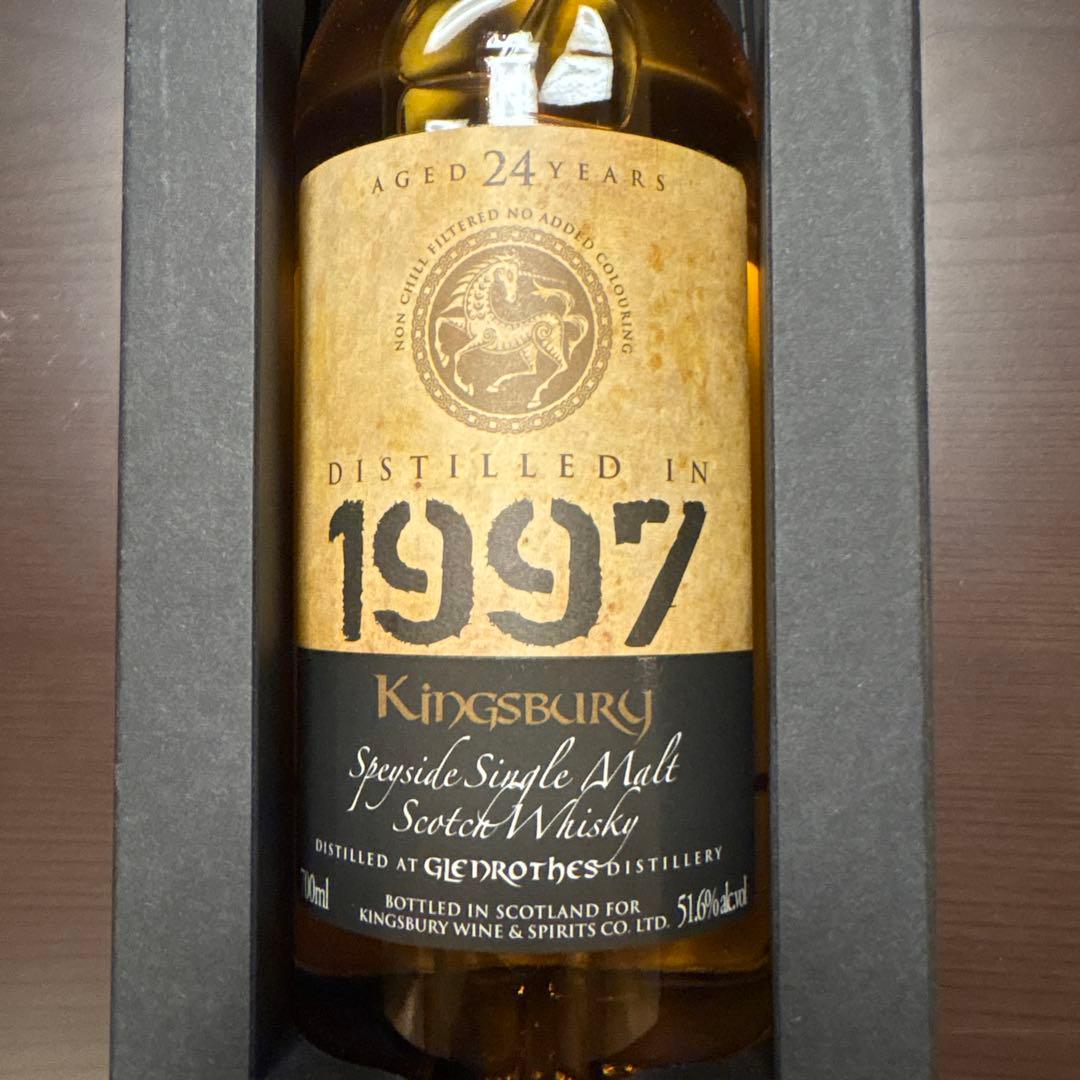 AGED 24 YEARS
NON CHILL FILTERED NO ADDED COLOURING
DISTILLED IN
1997
KINGSBURY
Speyside Single Malt
Scotch Whisky
DISTILLED AT GLENROTHES DISTILLERY
700ml
BOTTLED IN SCOTLAND FOR
KINGSBURY WINE & SPIRITS CO. LTD.
51.6% alc.vol